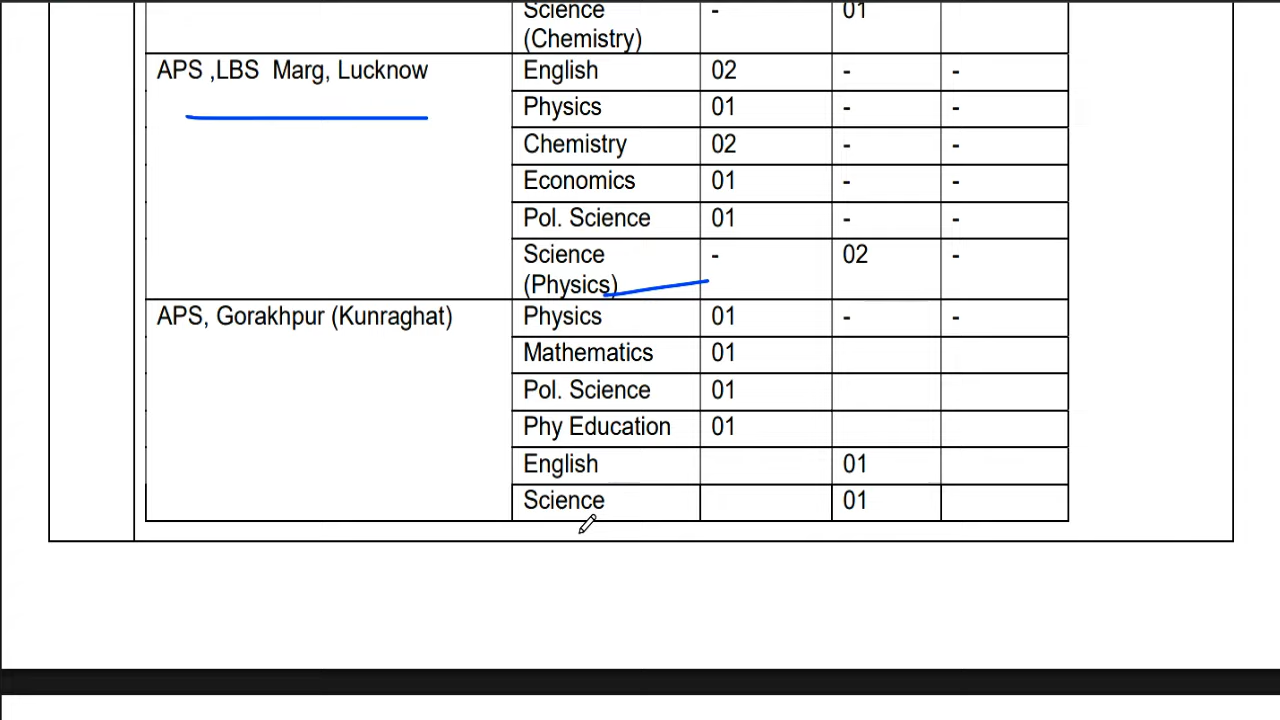 Science - 01
(Chemistry)
APS ,LBS Marg, Lucknow English 02 - -
Physics 01 - -
Chemistry 02 - -
Economics 01 - -
Pol. Science 01 - -
Science - 02 -
(Physics)
APS, Gorakhpur (Kunraghat) Physics 01 - -
Mathematics 01
Pol. Science 01
Phy Education 01
English 01
Science 01